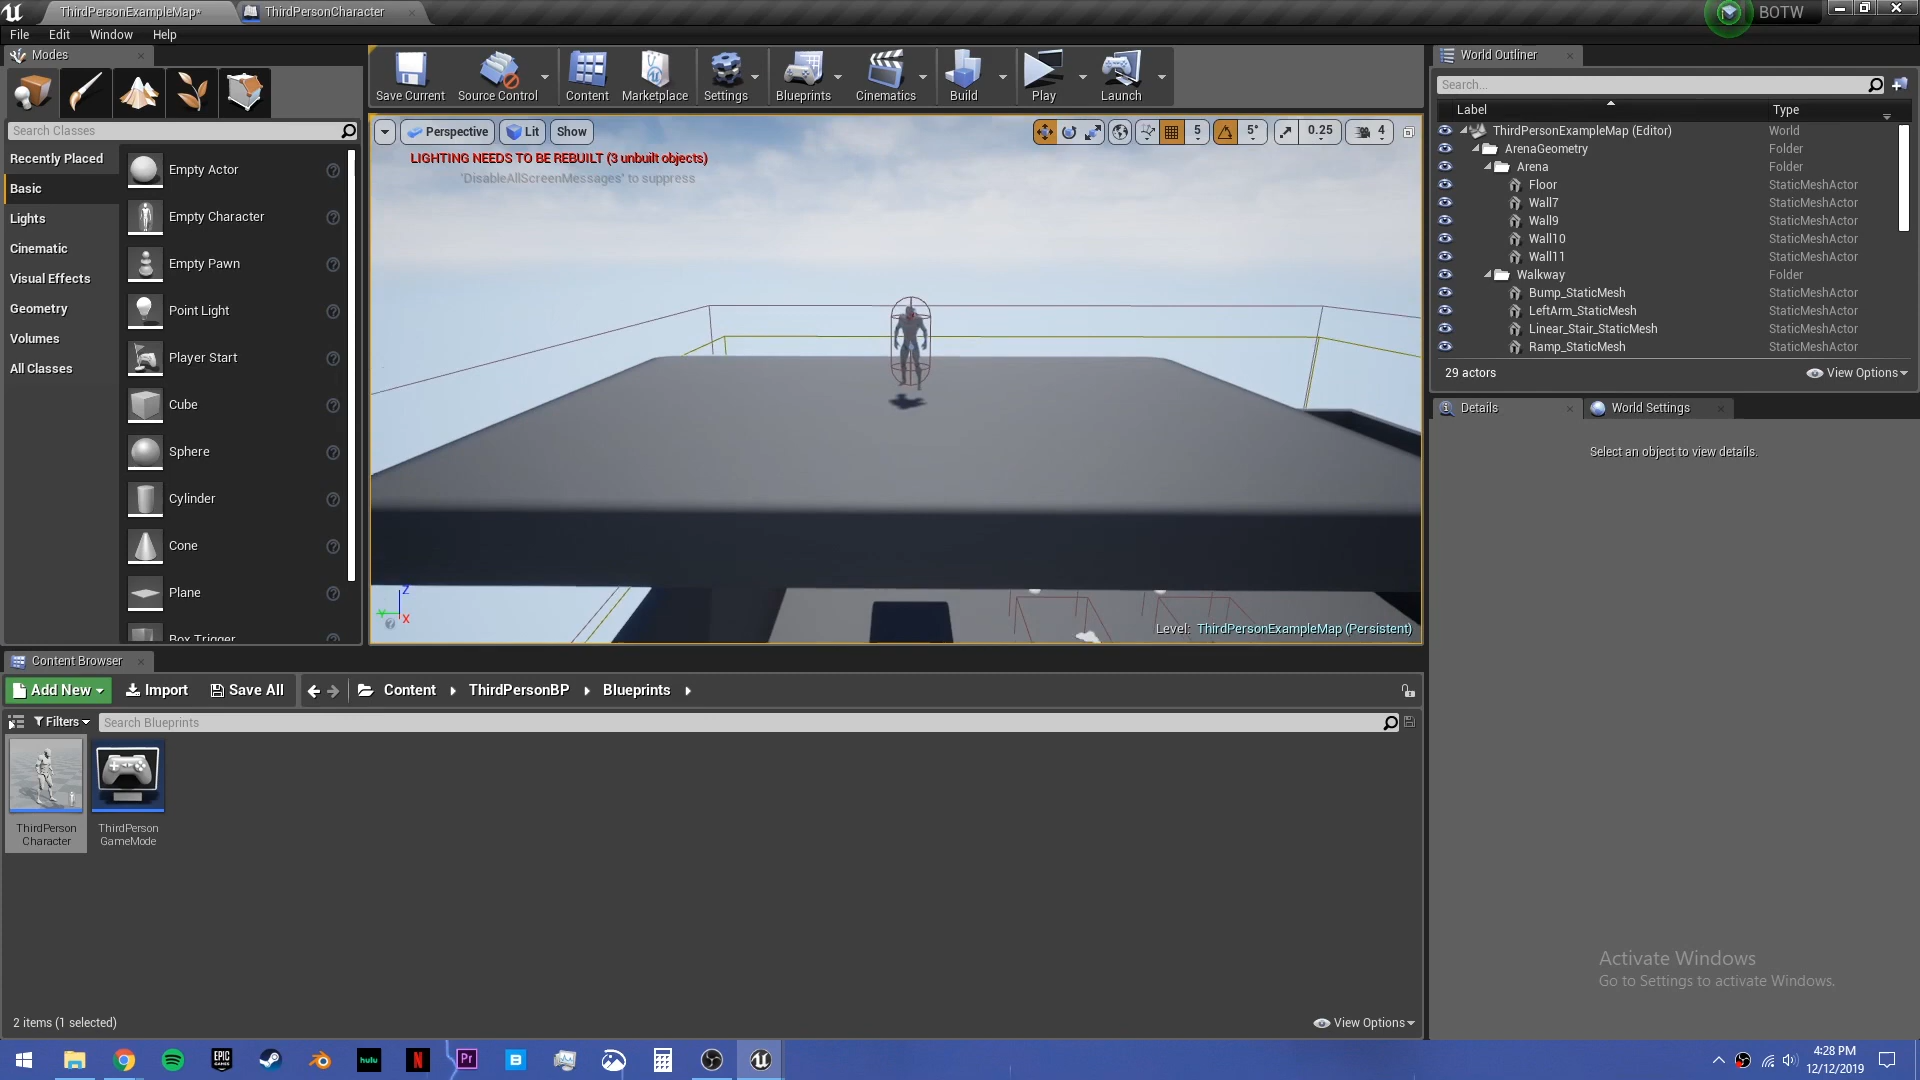 ThirdPersonExampleMap*
ThirdPersonCharacter
BOTW
File Edit Window Help
Modes
Save Current
Source Control
Content
Marketplace
Settings
Blueprints
Cinematics
Build
Play
Launch
World Outliner
Search...
Label
Type
Search Classes
Recently Placed
Basic
Lights
Cinematic
Visual Effects
Geometry
Volumes
All Classes
Empty Actor
Empty Character
Empty Pawn
Point Light
Player Start
Cube
Sphere
Cylinder
Cone
Plane
Box Trigger
Perspective
Lit
Show
5
5°
0.25
4
LIGHTING NEEDS TO BE REBUILT (3 unbuilt objects)
'DisableAllScreenMessages' to suppress
Z
Y
X
Level: ThirdPersonExampleMap (Persistent)
ThirdPersonExampleMap (Editor) World
ArenaGeometry Folder
Arena Folder
Floor StaticMeshActor
Wall7 StaticMeshActor
Wall9 StaticMeshActor
Wall10 StaticMeshActor
Wall11 StaticMeshActor
Walkway Folder
Bump_StaticMesh StaticMeshActor
LeftArm_StaticMesh StaticMeshActor
Linear_Stair_StaticMesh StaticMeshActor
Ramp_StaticMesh StaticMeshActor
29 actors
View Options
Details
World Settings
Select an object to view details.
Content Browser
Add New
Import
Save All
Content
ThirdPersonBP
Blueprints
Filters
Search Blueprints
ThirdPerson
Character
ThirdPerson
GameMode
2 items (1 selected)
View Options
Activate Windows
Go to Settings to activate Windows.
EPIC
GAMES
hulu
N
Pr
B
4:28 PM
12/12/2019